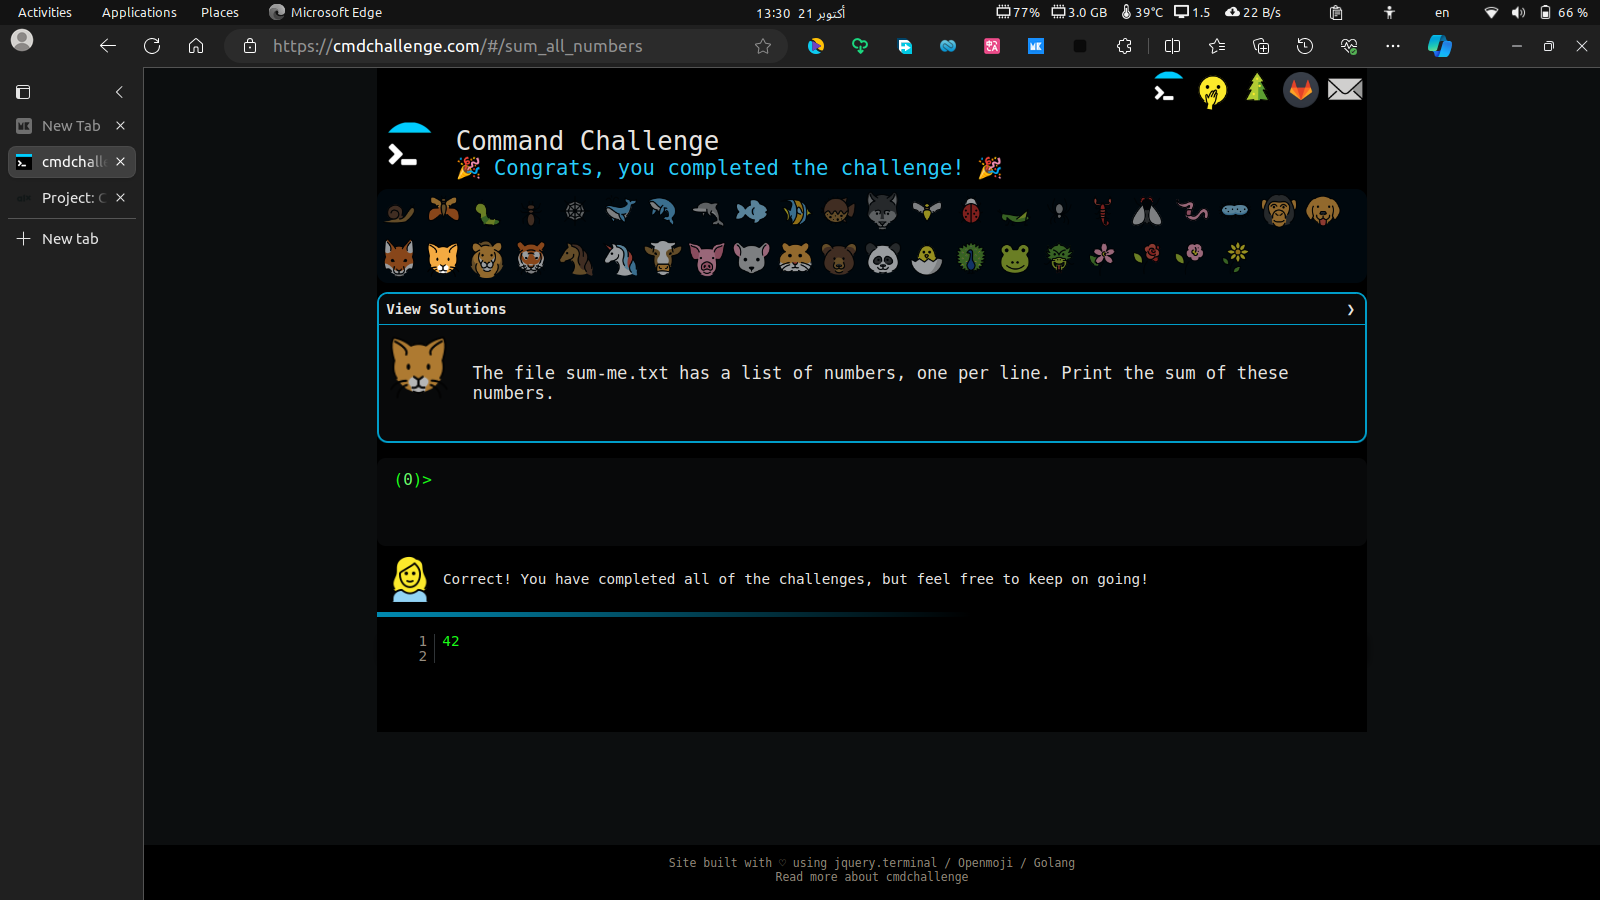 Activities Applications Places Microsoft Edge 13:30 21 أكتوبر 77% 3.0 GB 39°C 1.5 22 B/s en 66 %
https://cmdchallenge.com/#/sum_all_numbers
New Tab
cmdchall
Project: C
New tab
Command Challenge
🎉 Congrats, you completed the challenge! 🎉
View Solutions
The file sum-me.txt has a list of numbers, one per line. Print the sum of these
numbers.
(0)>
Correct! You have completed all of the challenges, but feel free to keep on going!
1 42
2
Site built with ♡ using jquery.terminal / Openmoji / Golang
Read more about cmdchallenge